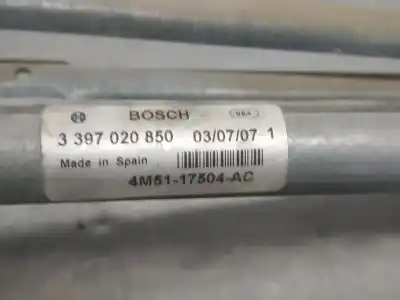 BOSCH
3 397 020 850 03/07/07 1
Made in Spain
4M51-17504-AC